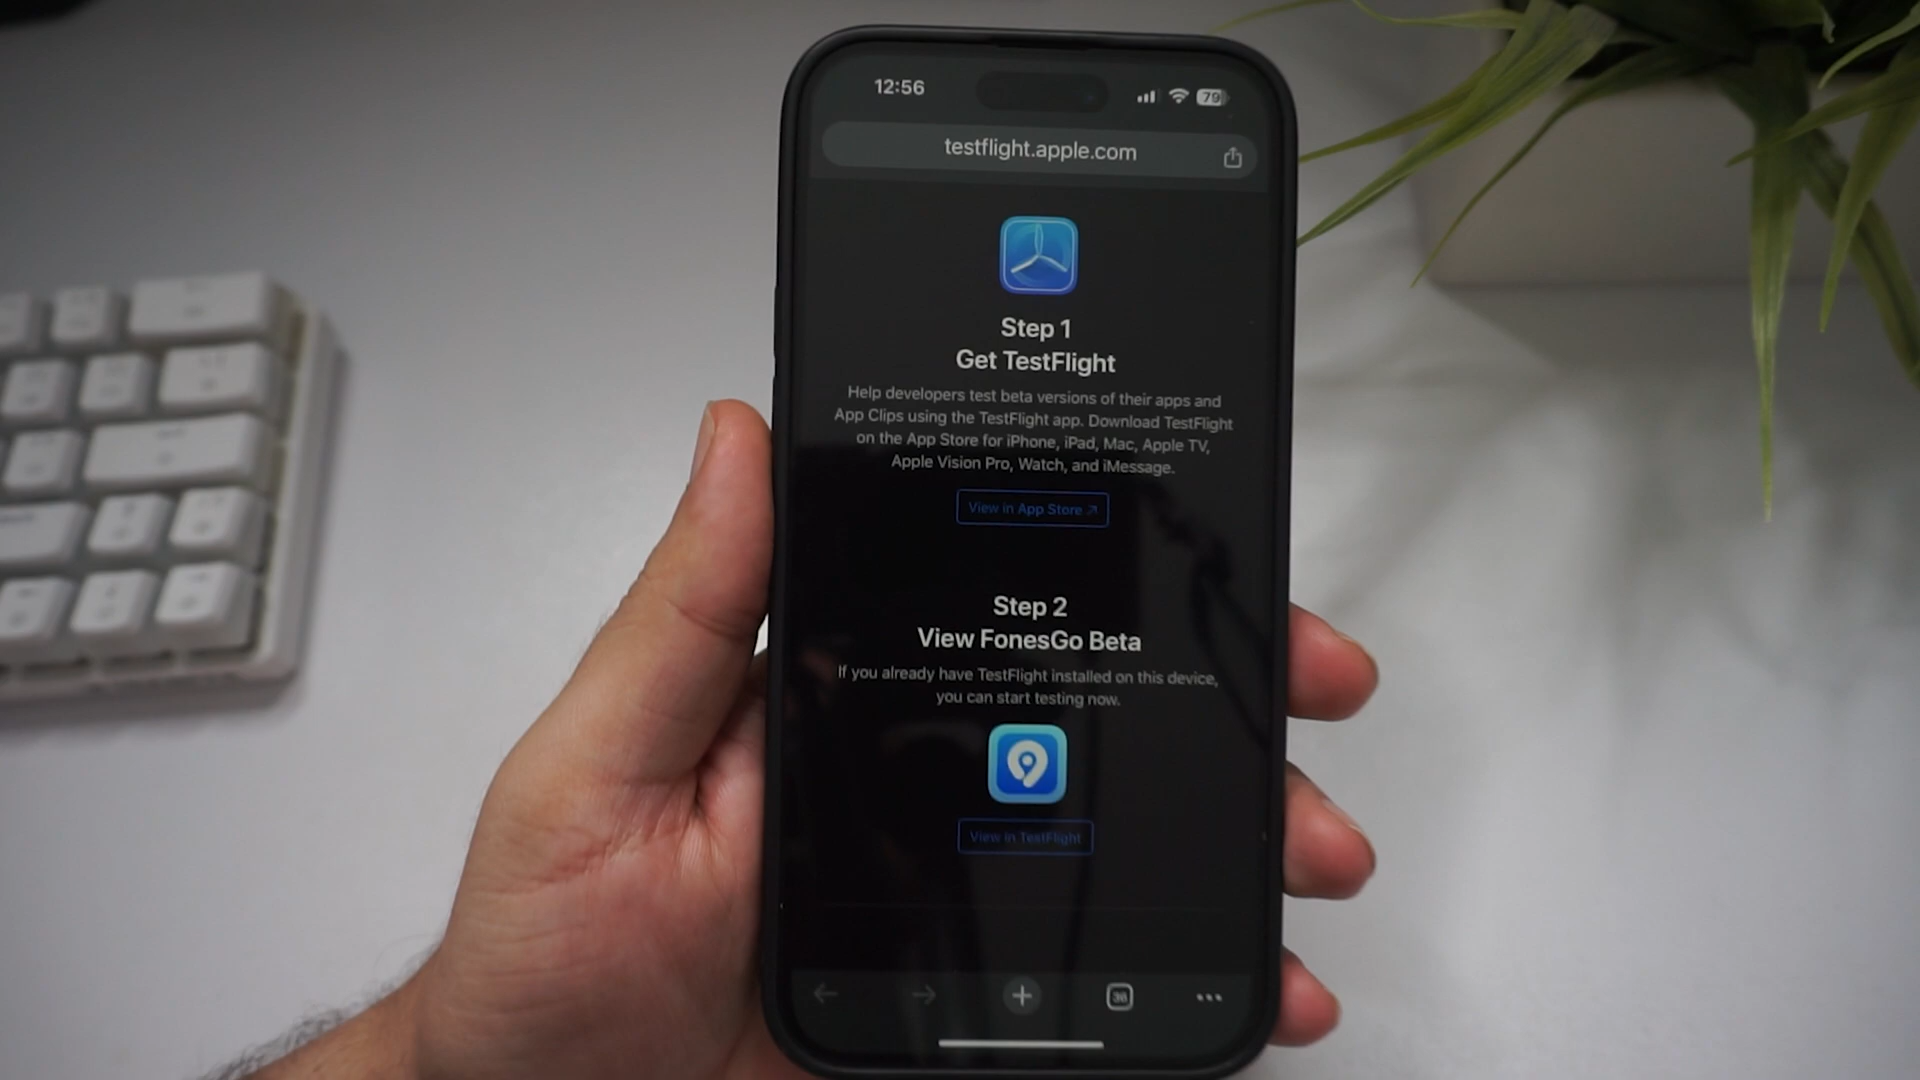 12:56
79
testflight.apple.com
Step 1
Get TestFlight
Help developers test beta versions of their apps and
App Clips using the TestFlight app. Download TestFlight
on the App Store for iPhone, iPad, Mac, Apple TV,
Apple Vision Pro, Watch, and iMessage.
View in App Store ↗
Step 2
View FonesGo Beta
If you already have TestFlight installed on this device,
you can start testing now.
View in TestFlight